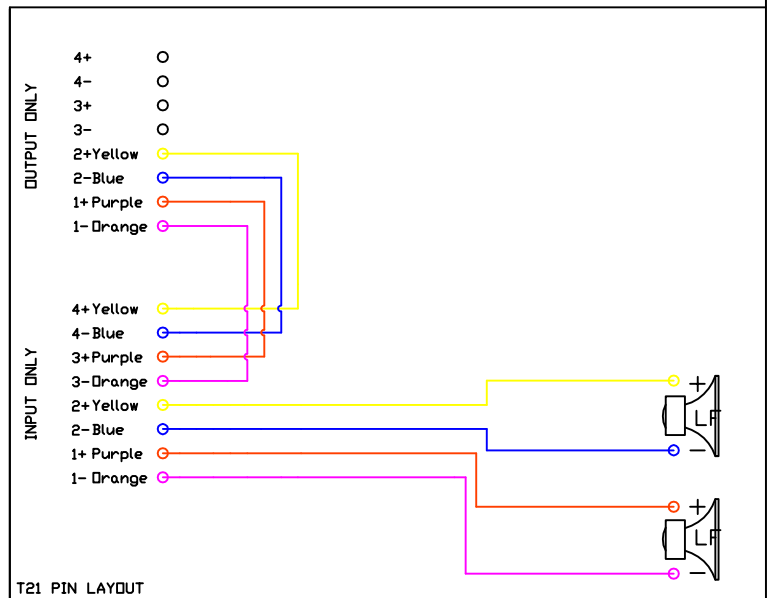 OUTPUT ONLY
4+
4-
3+
3-
2+Yellow
2-Blue
1+ Purple
1- Orange
INPUT ONLY
4+Yellow
4-Blue
3+Purple
3-Orange
2+Yellow
2-Blue
1+ Purple
1- Orange
+
LF
-
+
LF
-
T21 PIN LAYOUT